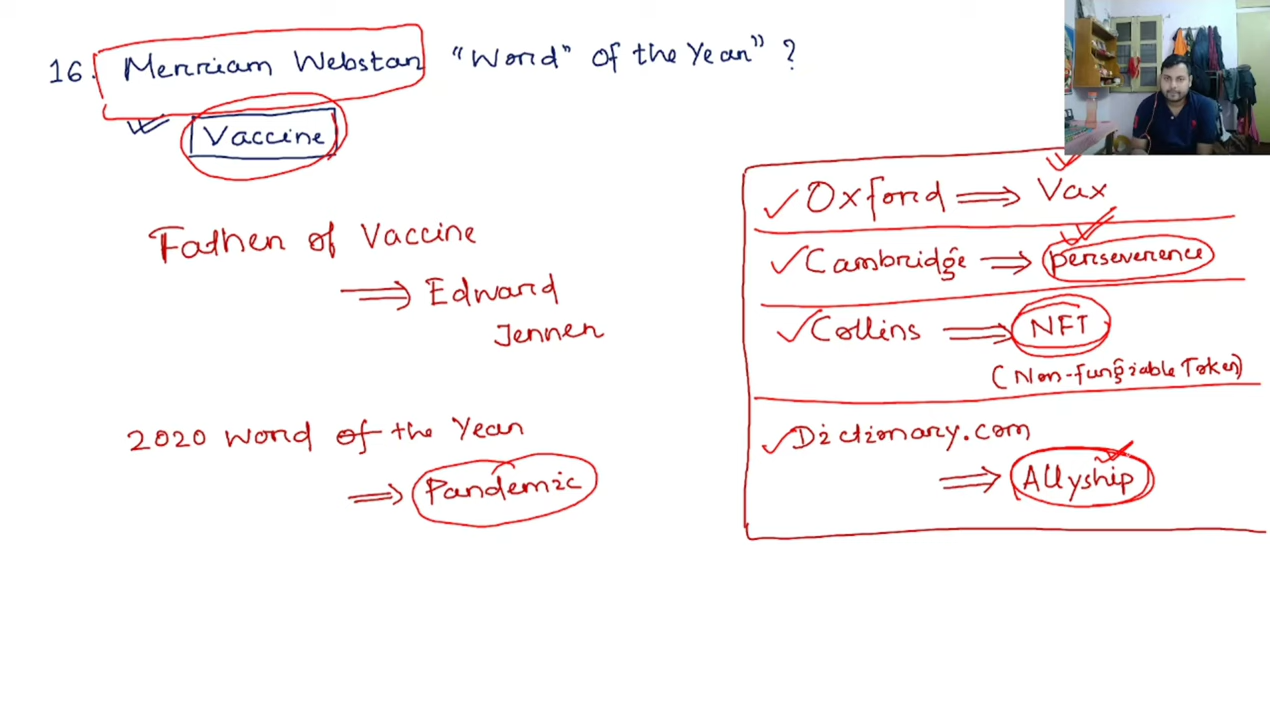 16. Merriam Webstar "Word" of the Year" ?
Vaccine
Father of Vaccine
⟹ Edward
Jenner
2020 word of the Year
⟹ Pandemic
✓ Oxford ⟹ Vax
✓ Cambridge ⟹ perseverence
✓ Collins ⟹ NFT
(Non-fungiable Token)
✓ Dictionary.com
⟹ Allyship